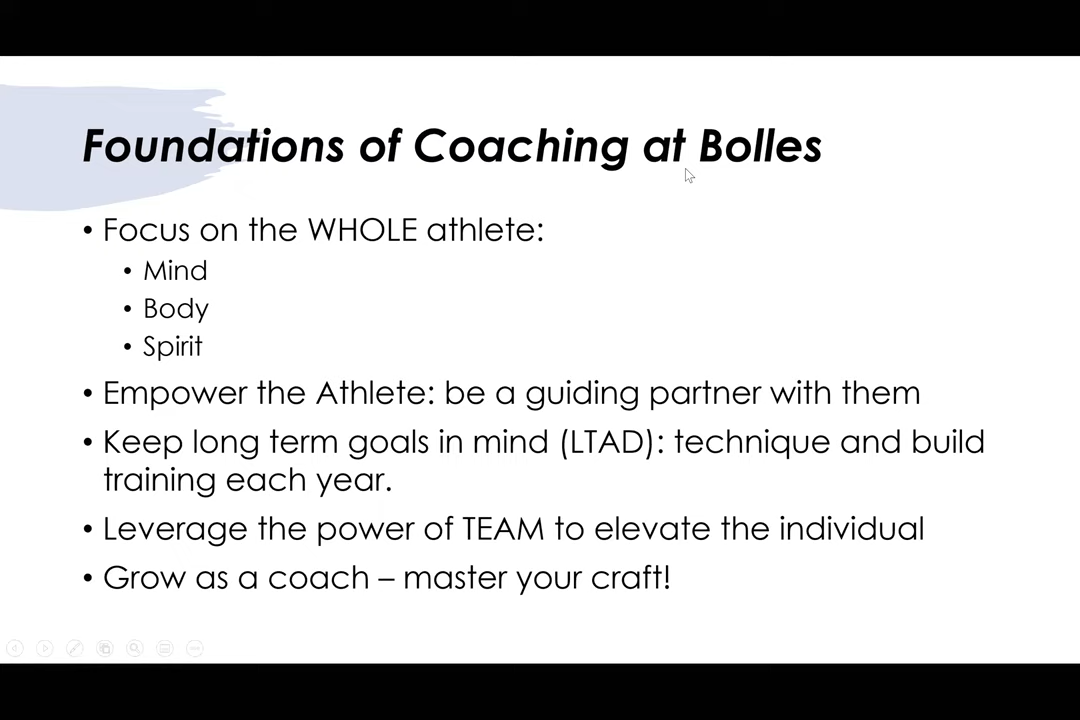 Foundations of Coaching at Bolles
• Focus on the WHOLE athlete:
• Mind
• Body
• Spirit
• Empower the Athlete: be a guiding partner with them
• Keep long term goals in mind (LTAD): technique and build
training each year.
• Leverage the power of TEAM to elevate the individual
• Grow as a coach – master your craft!